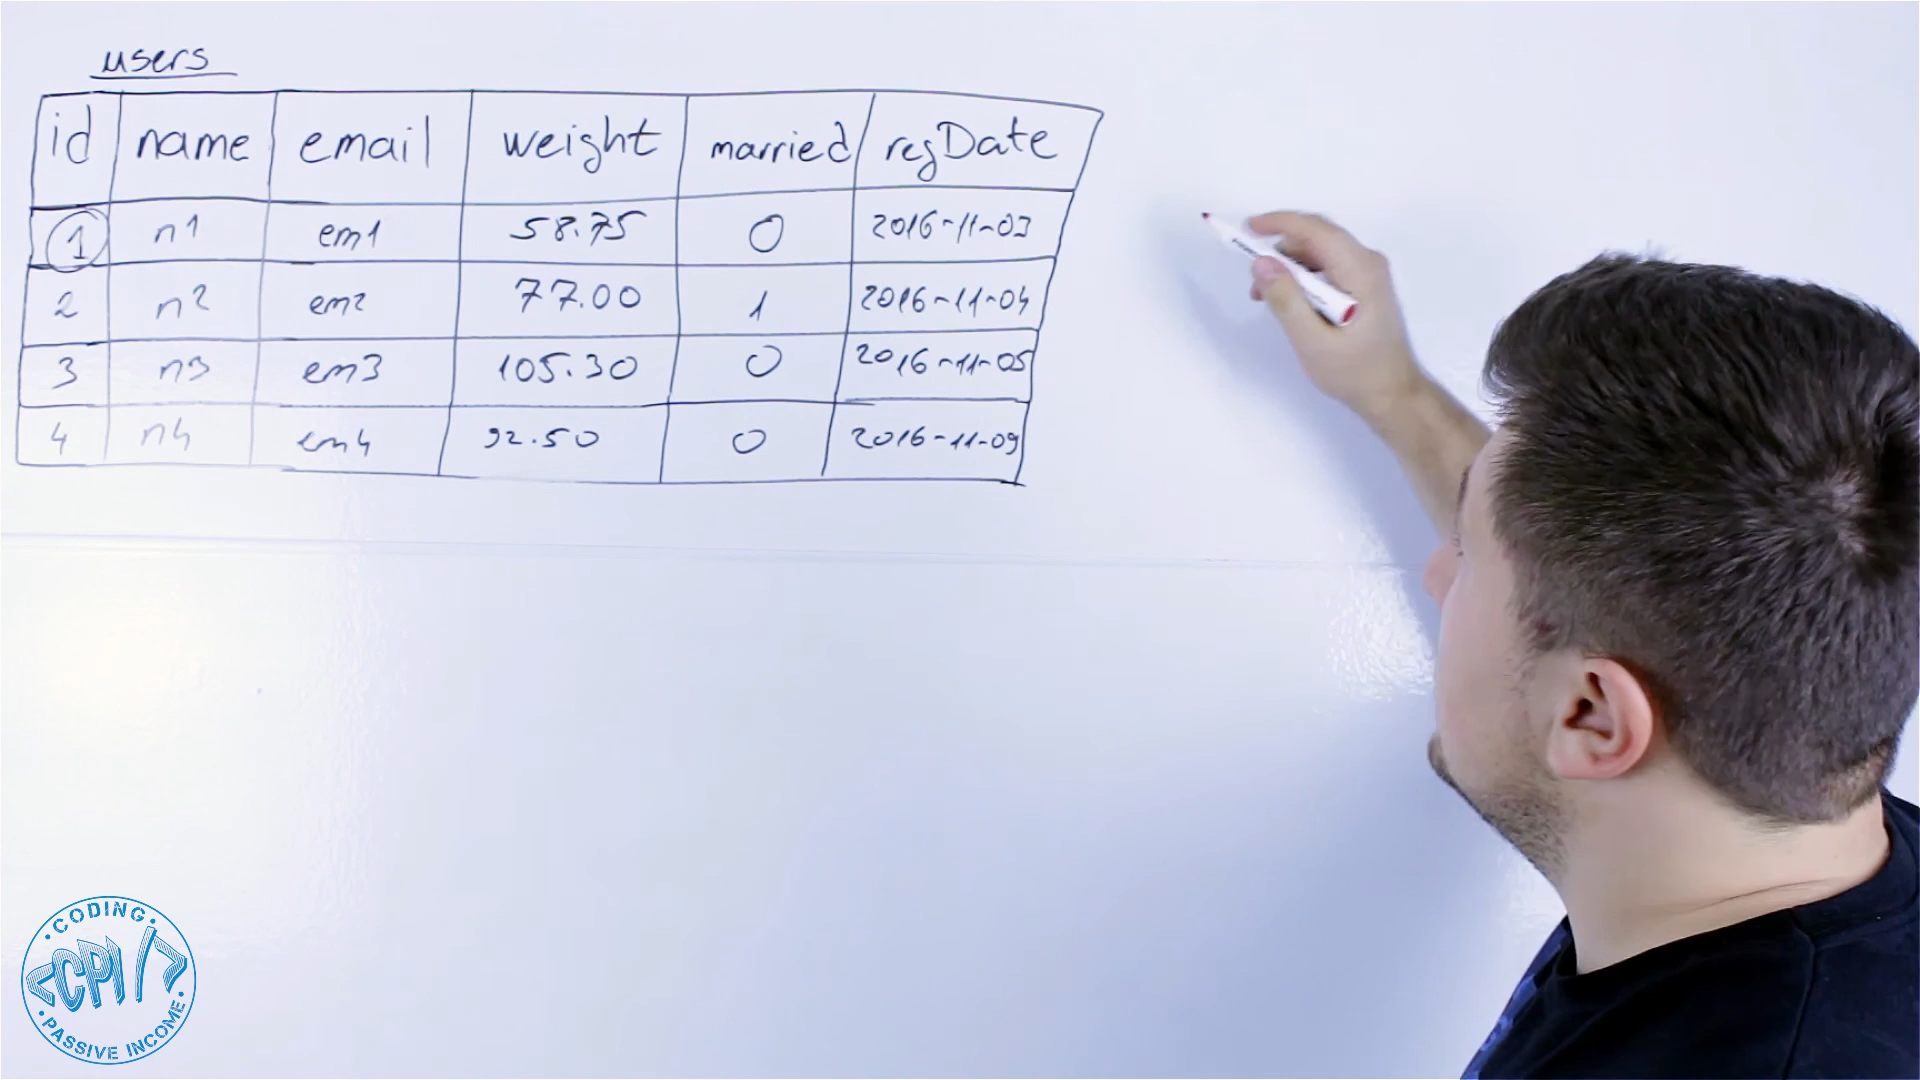 users
id name email weight married regDate
1 n1 em1 58.75 0 2016-11-03
2 n2 em2 77.00 1 2016-11-04
3 n3 em3 105.30 0 2016-11-05
4 n4 em4 92.50 0 2016-11-09
CODING
<CPI/>
PASSIVE INCOME